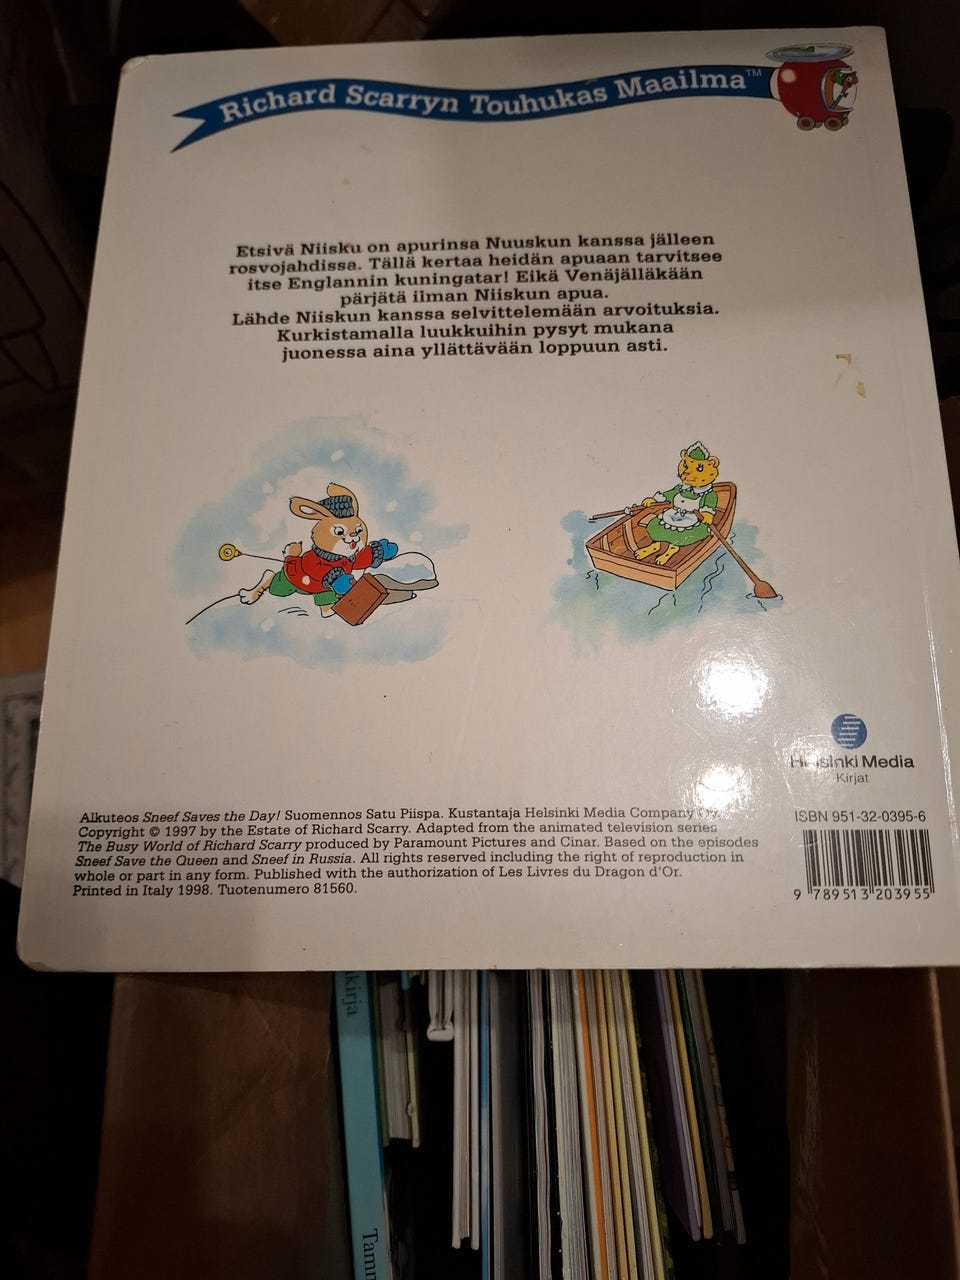 Richard Scarryn Touhukas Maailma™
Etsivä Niisku on apurinsa Nuuskun kanssa jälleen
rosvojahdissa. Tällä kertaa heidän apuaan tarvitsee
itse Englannin kuningatar! Eikä Venäjälläkään
pärjätä ilman Niiskun apua.
Lähde Niiskun kanssa selvittelemään arvoituksia.
Kurkistamalla luukkuihin pysyt mukana
juonessa aina yllättävään loppuun asti.
Helsinki Media
Kirjat
Alkuteos Sneef Saves the Day! Suomennos Satu Piispa. Kustantaja Helsinki Media Company Oy.
Copyright © 1997 by the Estate of Richard Scarry. Adapted from the animated television series
The Busy World of Richard Scarry produced by Paramount Pictures and Cinar. Based on the episodes
Sneef Save the Queen and Sneef in Russia. All rights reserved including the right of reproduction in
whole or part in any form. Published with the authorization of Les Livres du Dragon d'Or.
Printed in Italy 1998. Tuotenumero 81560.
ISBN 951-32-0395-6
9 789513 203955